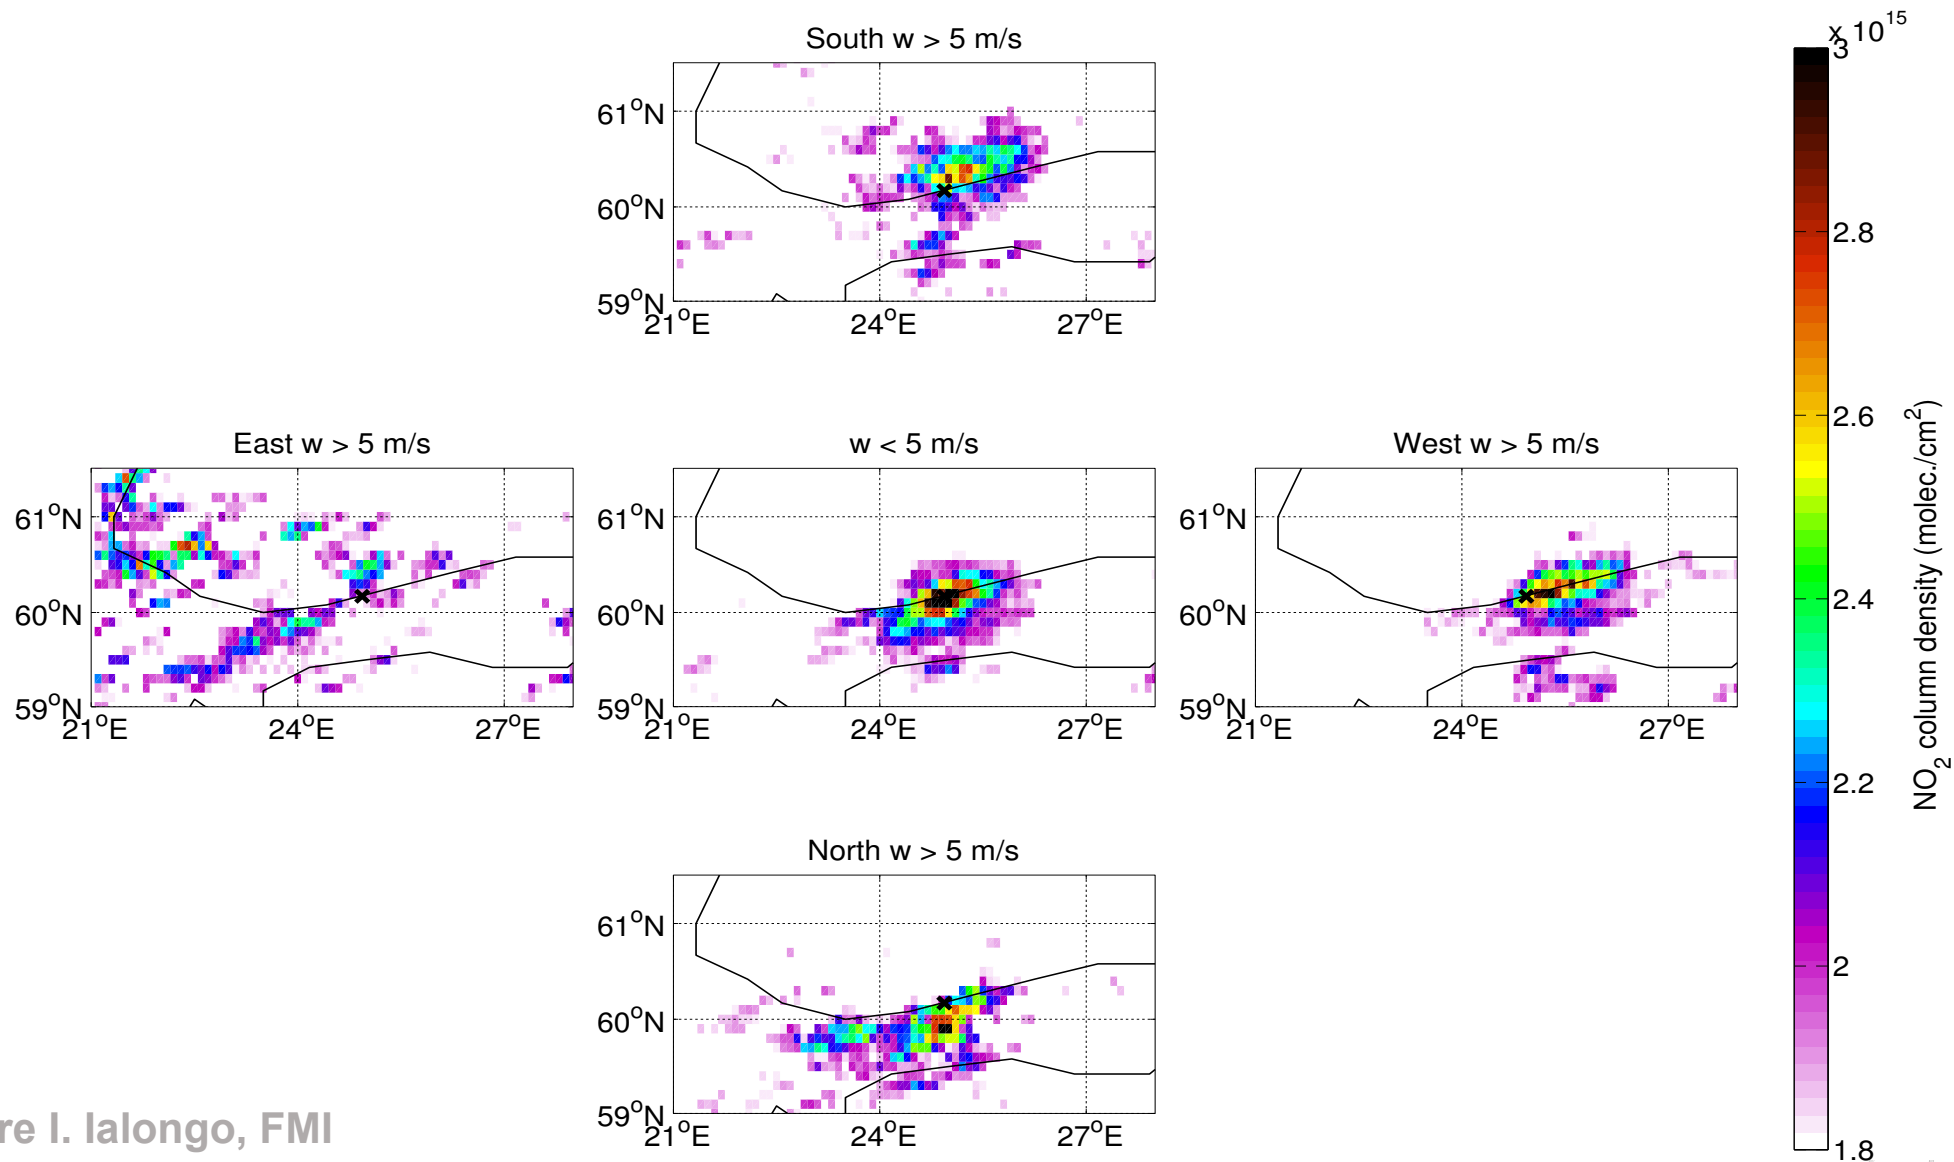 South w > 5 m/s
61°N
60°N
59°N
21°E 24°E 27°E
East w > 5 m/s
61°N
60°N
59°N
21°E 24°E 27°E
w < 5 m/s
61°N
60°N
59°N
21°E 24°E 27°E
West w > 5 m/s
61°N
60°N
59°N
21°E 24°E 27°E
North w > 5 m/s
61°N
60°N
59°N
21°E 24°E 27°E
x 10¹⁵
3
2.8
2.6
2.4
2.2
2
1.8
NO₂ column density (molec./cm²)
re I. Ialongo, FMI